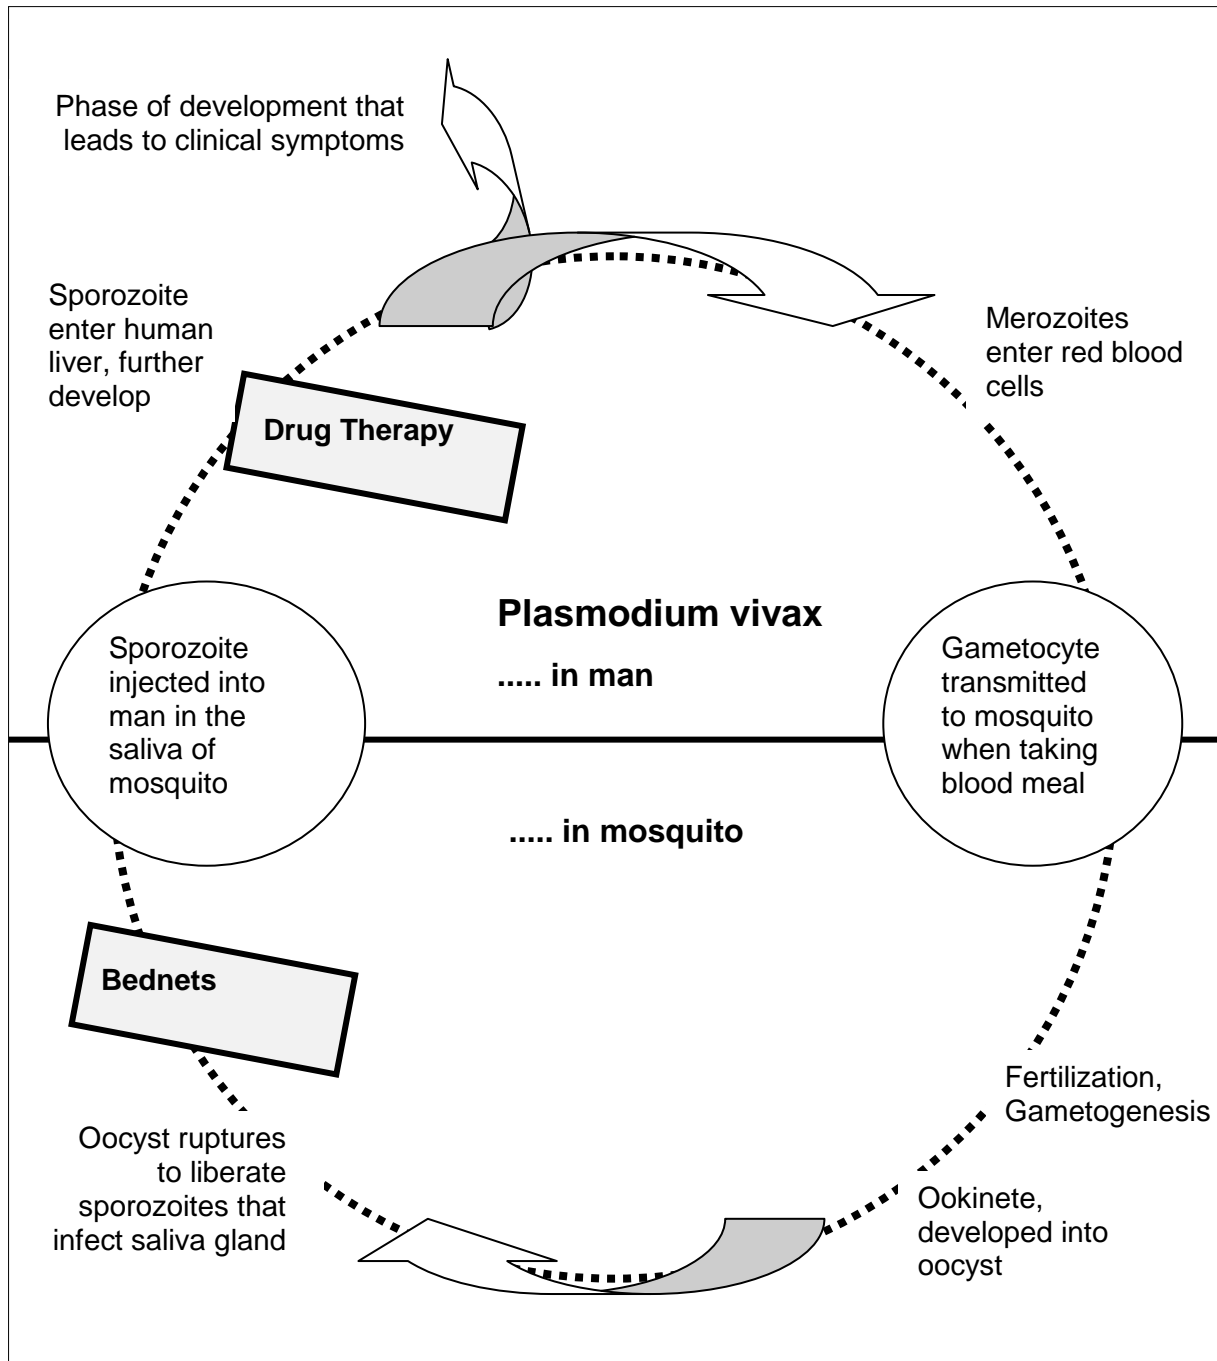 Phase of development that
leads to clinical symptoms
Sporozoite
enter human
liver, further
develop
Merozoites
enter red blood
cells
Drug Therapy
Plasmodium vivax
..... in man
Sporozoite
injected into
man in the
saliva of
mosquito
Gametocyte
transmitted
to mosquito
when taking
blood meal
..... in mosquito
Bednets
Fertilization,
Gametogenesis
Oocyst ruptures
to liberate
sporozoites that
infect saliva gland
Ookinete,
developed into
oocyst